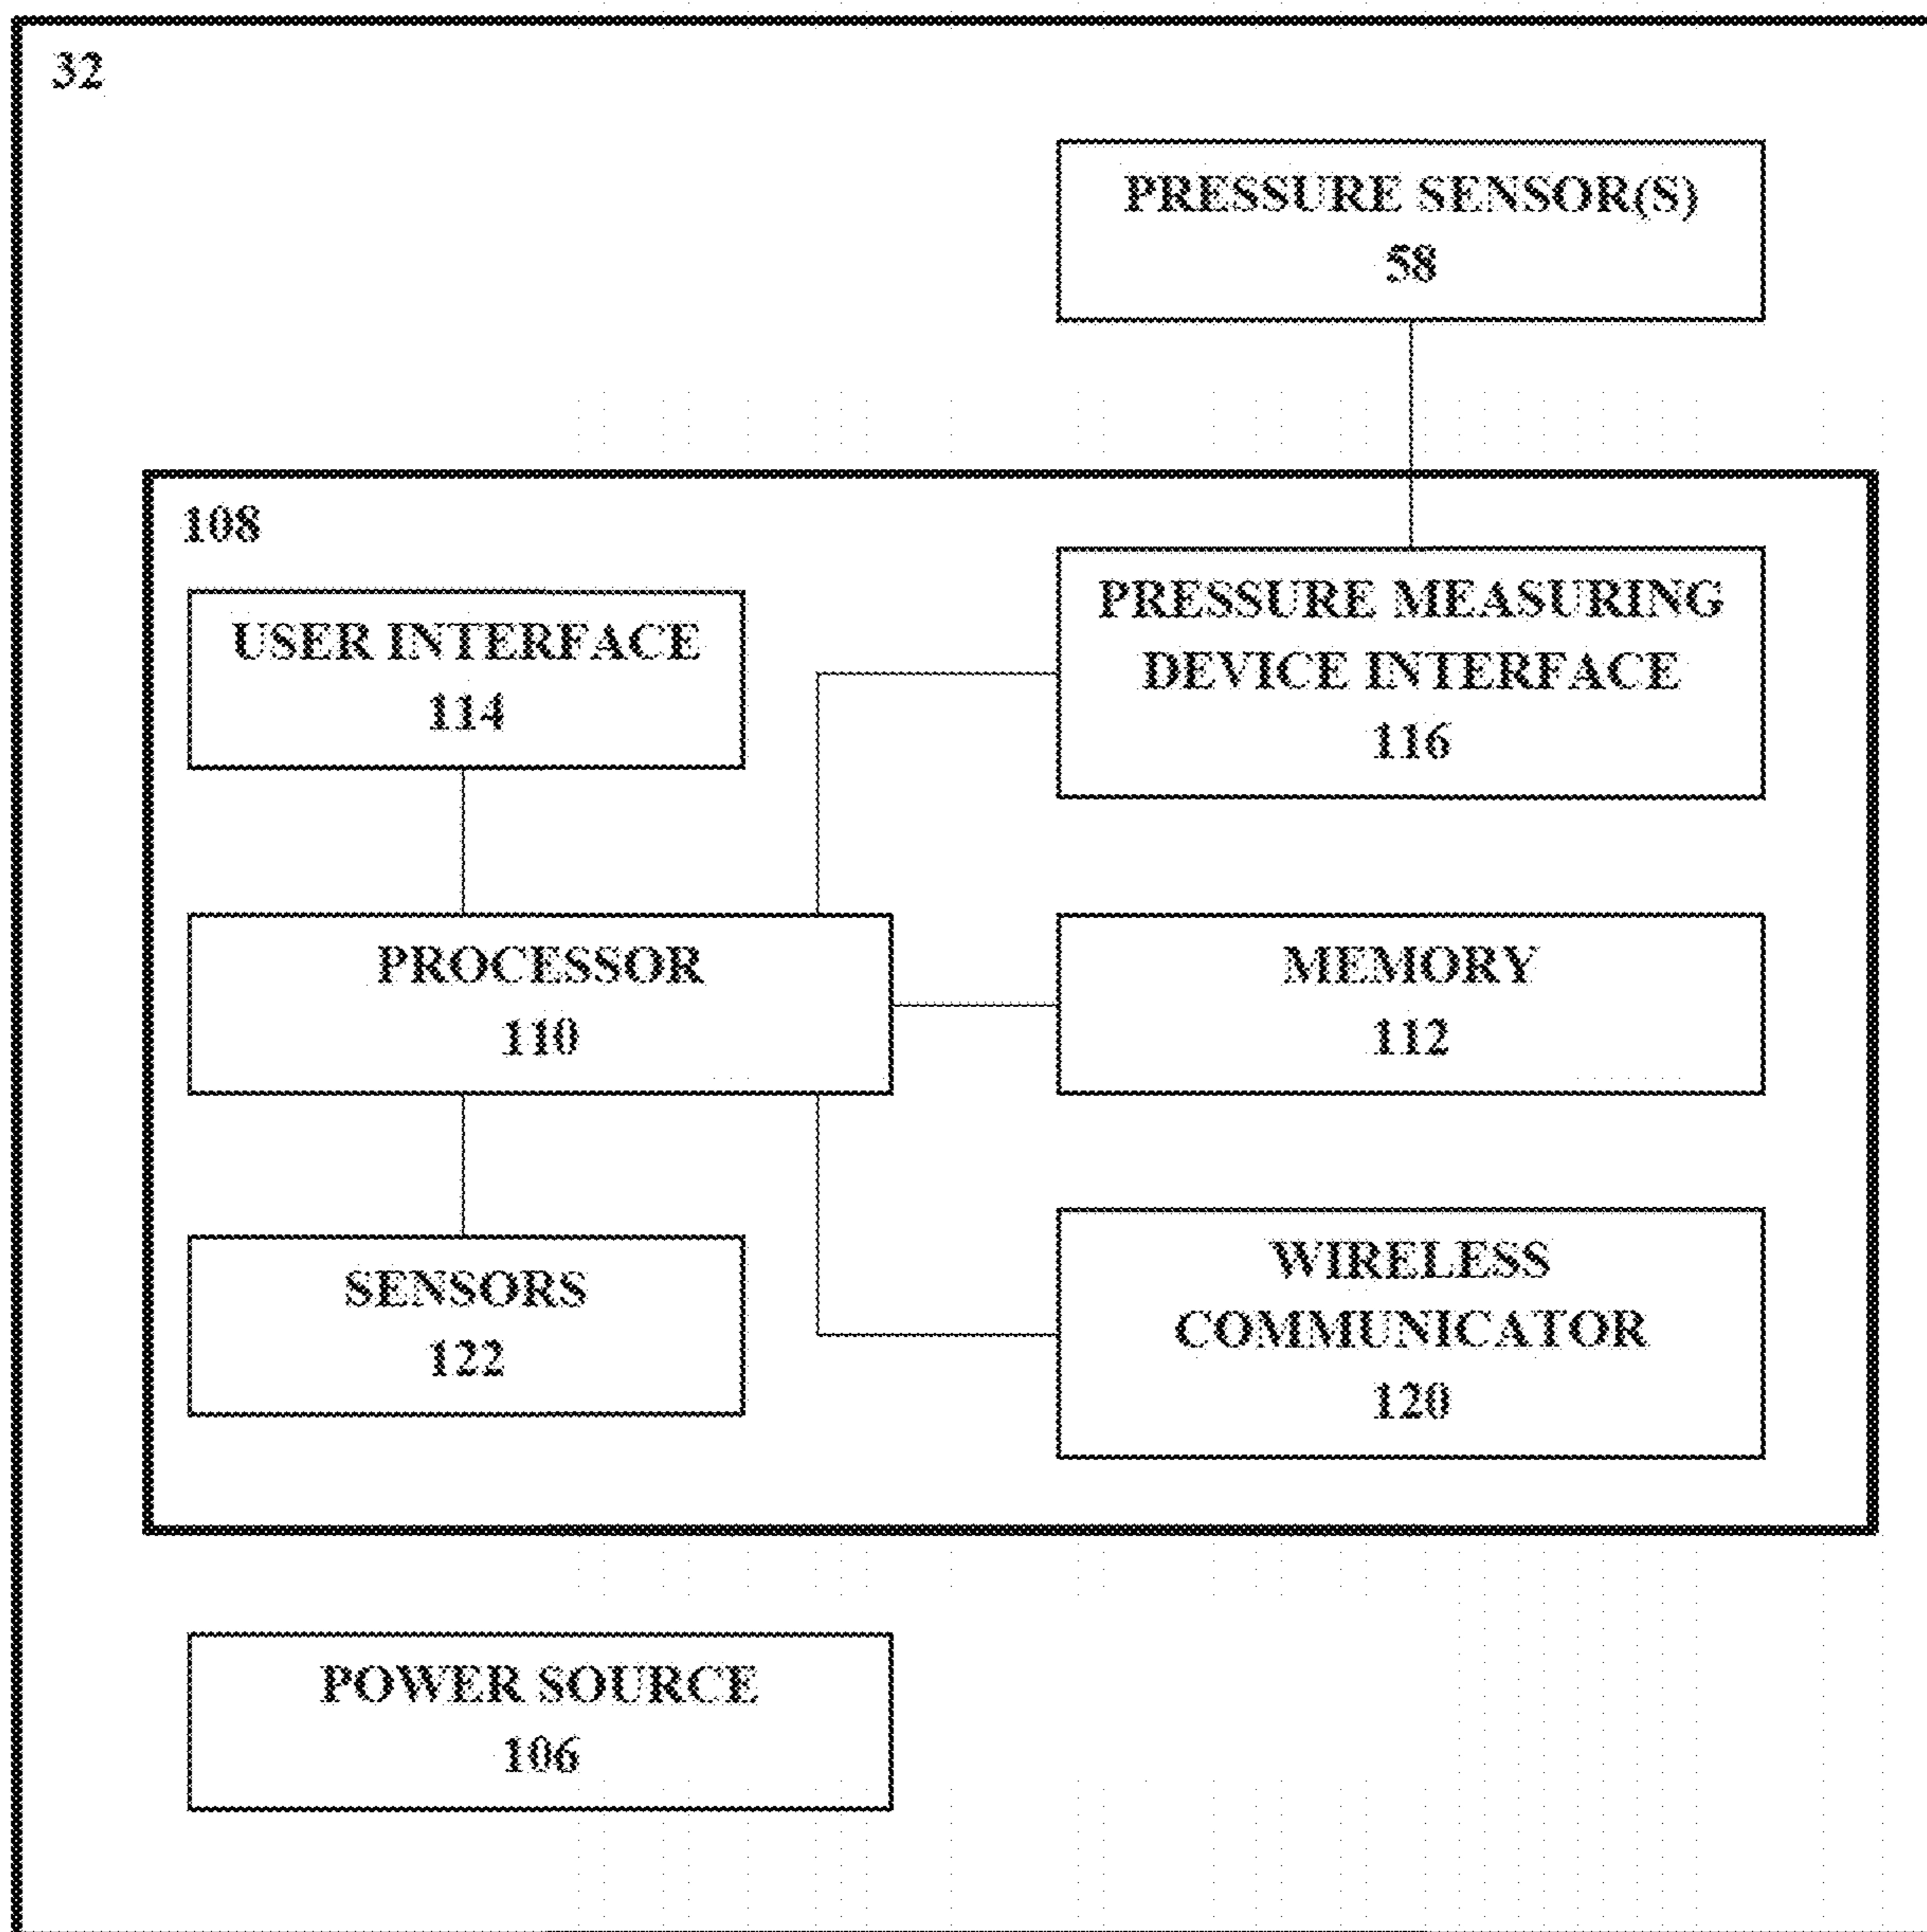 32
PRESSURE SENSOR(S)
58
108
USER INTERFACE
114
PRESSURE MEASURING
DEVICE INTERFACE
116
PROCESSOR
110
MEMORY
112
SENSORS
122
WIRELESS
COMMUNICATOR
120
POWER SOURCE
106